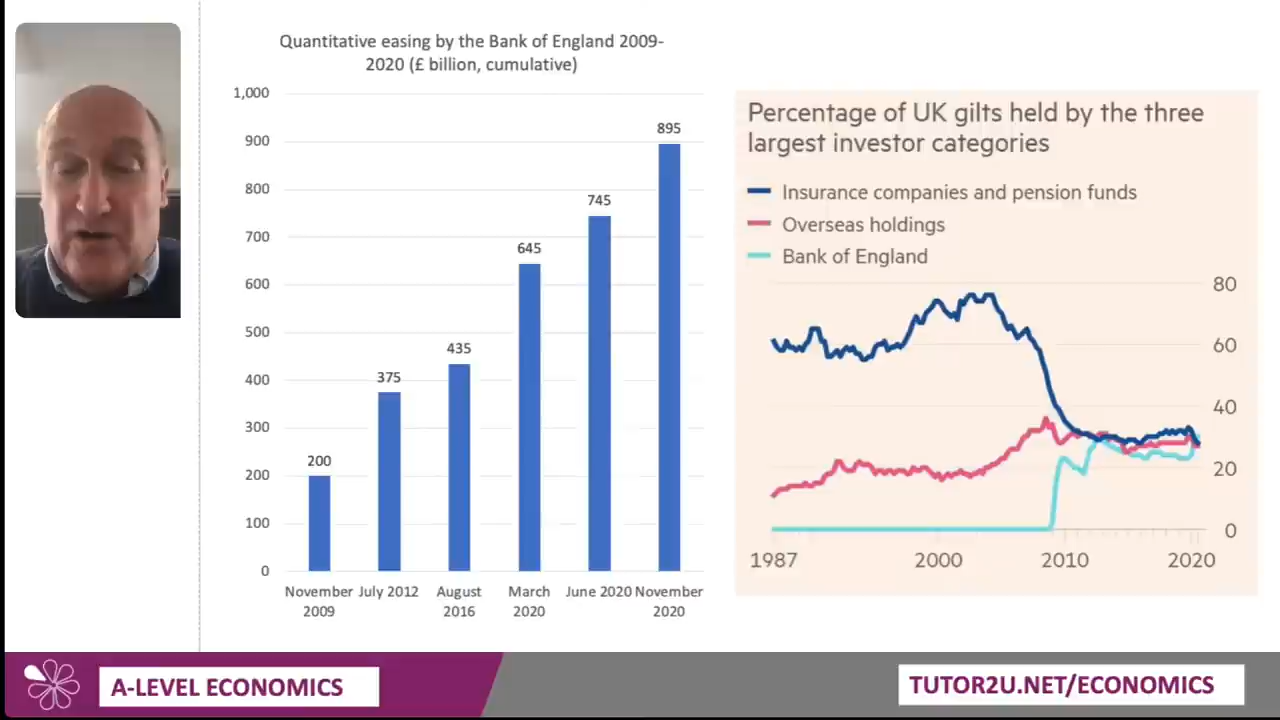 Quantitative easing by the Bank of England 2009-
2020 (£ billion, cumulative)
1,000
900
800
700
600
500
400
300
200
100
0
200
375
435
645
745
895
November 2009
July 2012
August 2016
March 2020
June 2020
November 2020
Percentage of UK gilts held by the three
largest investor categories
Insurance companies and pension funds
Overseas holdings
Bank of England
80
60
40
20
0
1987
2000
2010
2020
A-LEVEL ECONOMICS
TUTOR2U.NET/ECONOMICS